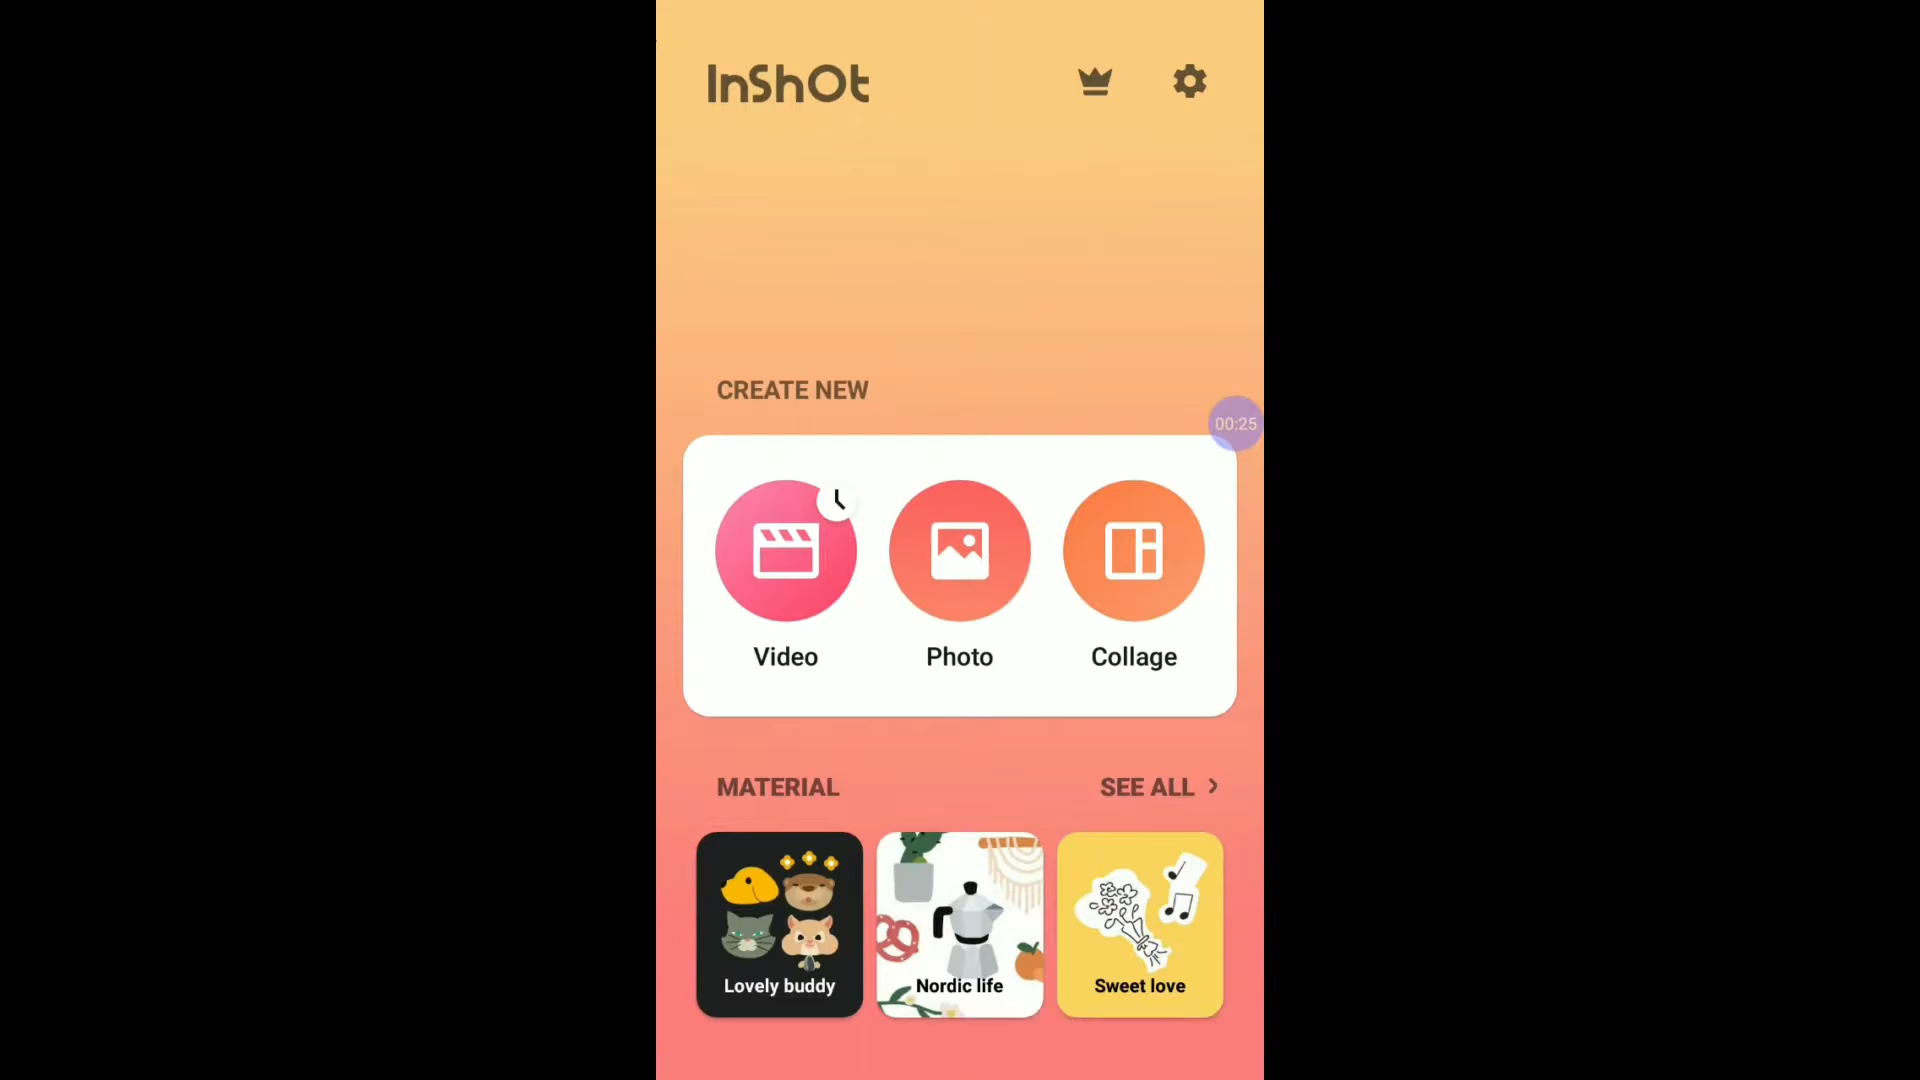 InShOt
CREATE NEW
00:25
Video
Photo
Collage
MATERIAL
SEE ALL
Lovely buddy
Nordic life
Sweet love